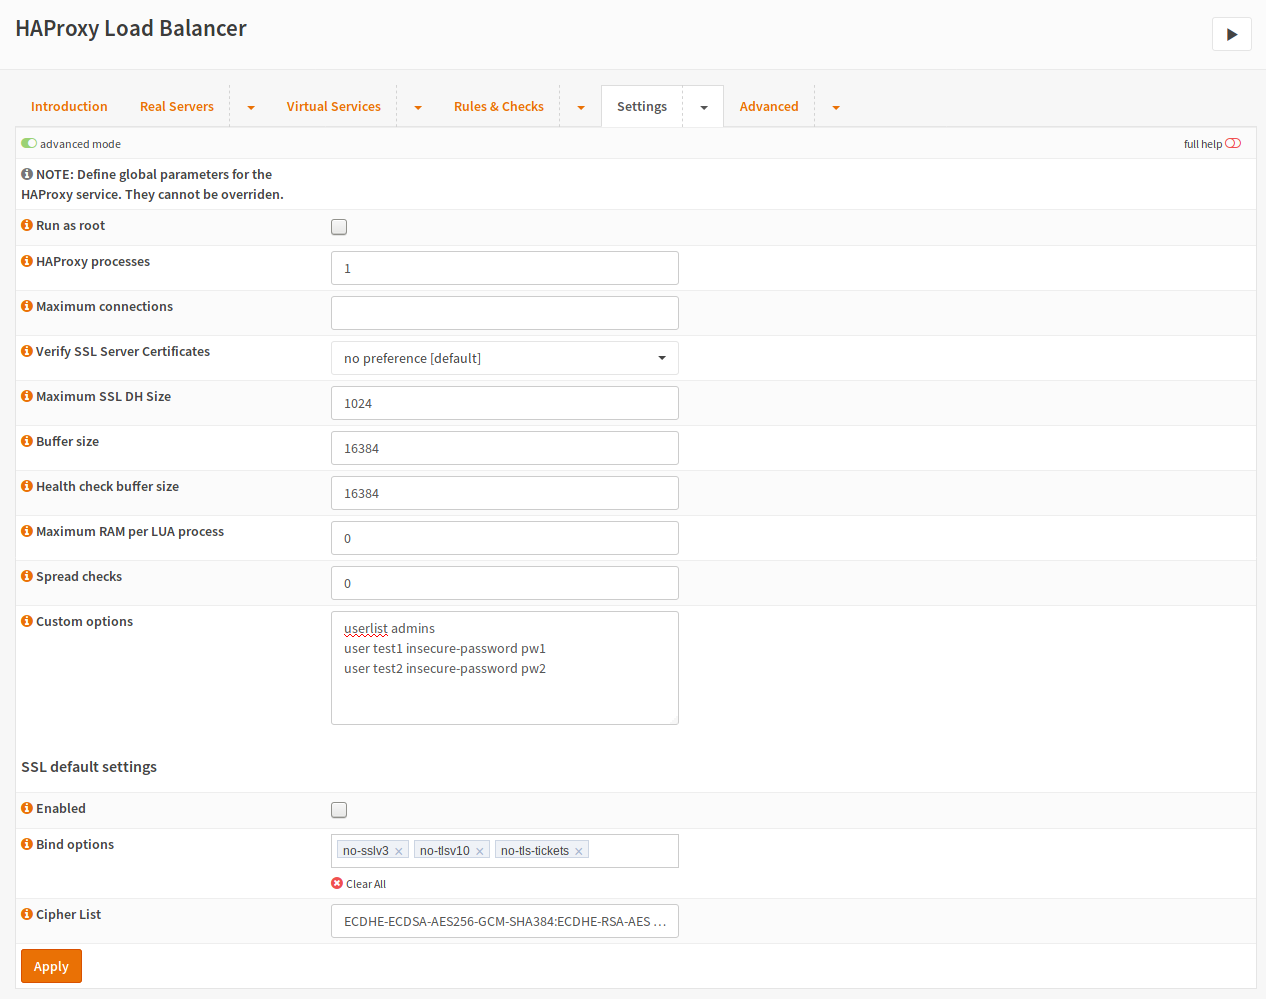 HAProxy Load Balancer
Introduction Real Servers Virtual Services Rules & Checks Settings Advanced
advanced mode full help
NOTE: Define global parameters for the
HAProxy service. They cannot be overriden.
Run as root
HAProxy processes 1
Maximum connections
Verify SSL Server Certificates no preference [default]
Maximum SSL DH Size 1024
Buffer size 16384
Health check buffer size 16384
Maximum RAM per LUA process 0
Spread checks 0
Custom options userlist admins
user test1 insecure-password pw1
user test2 insecure-password pw2
SSL default settings
Enabled
Bind options no-sslv3 × no-tlsv10 × no-tls-tickets ×
Clear All
Cipher List ECDHE-ECDSA-AES256-GCM-SHA384:ECDHE-RSA-AES ...
Apply